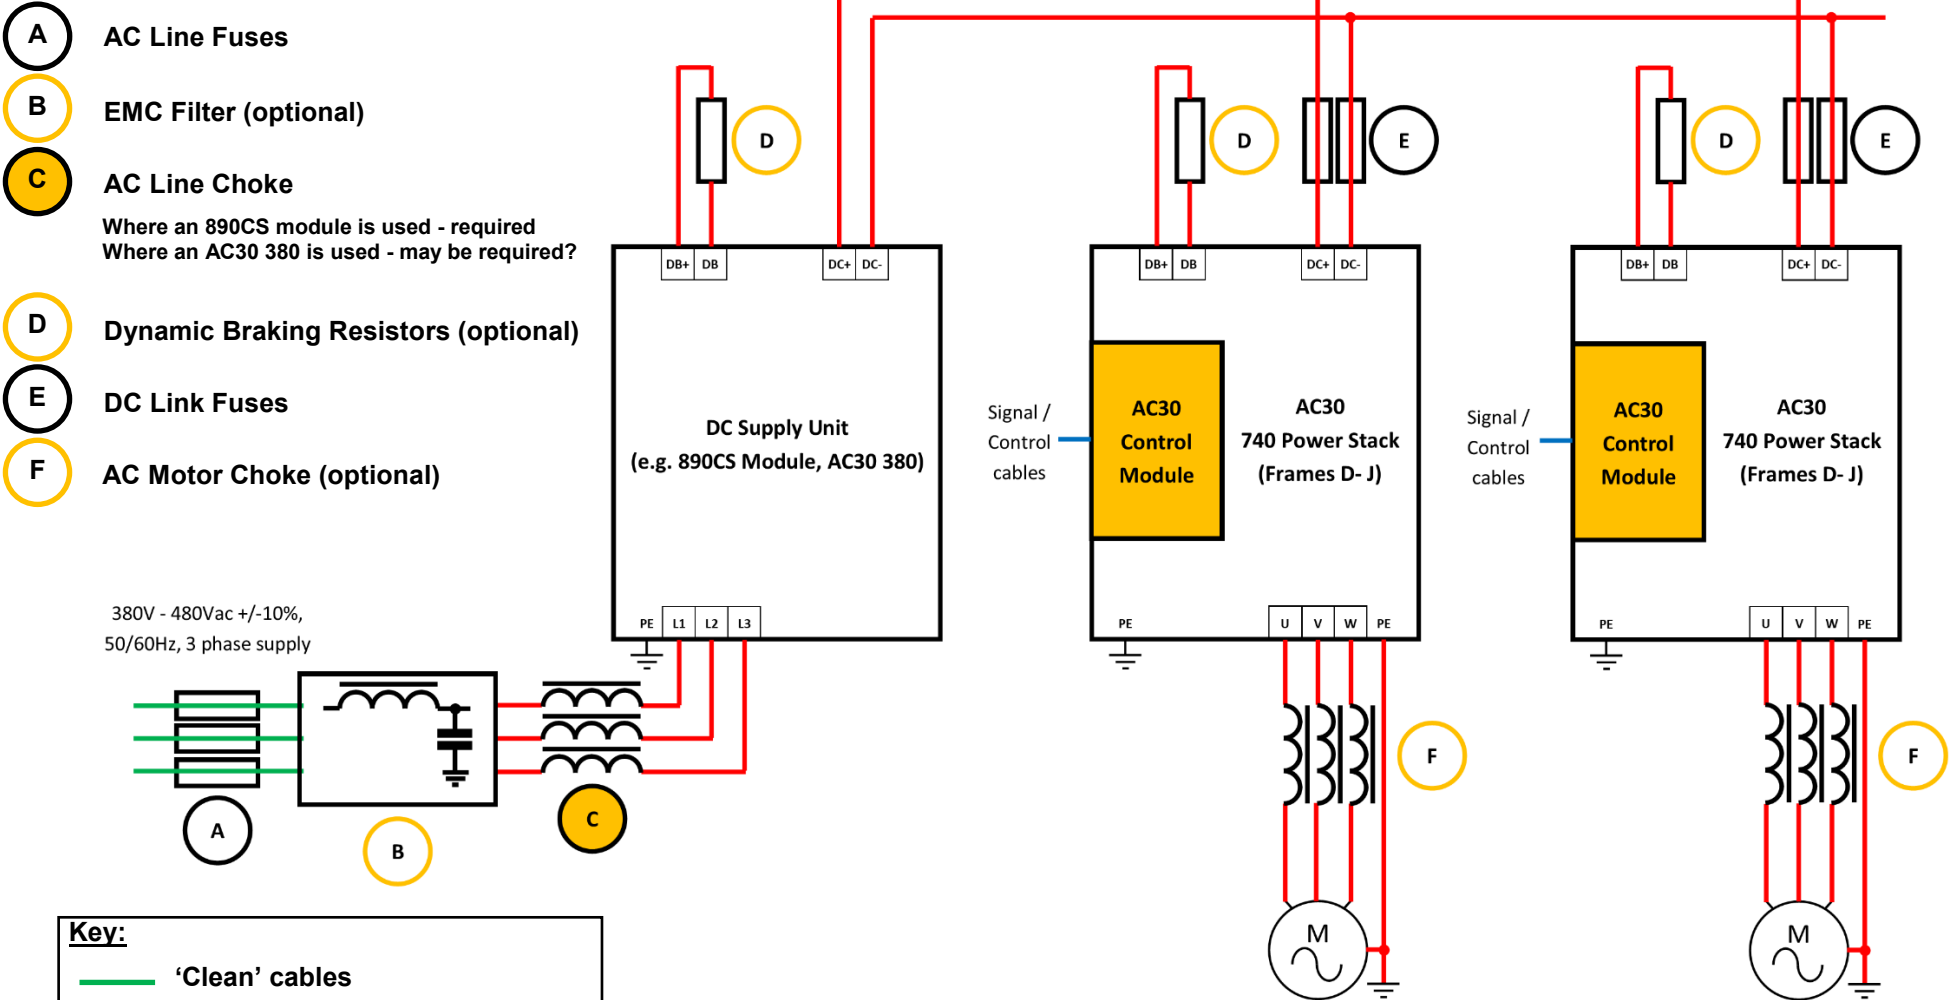 A
AC Line Fuses
B
EMC Filter (optional)
C
AC Line Choke
Where an 890CS module is used - required
Where an AC30 380 is used - may be required?
D
Dynamic Braking Resistors (optional)
E
DC Link Fuses
F
AC Motor Choke (optional)
380V - 480Vac +/-10%,
50/60Hz, 3 phase supply
A
B
C
D
DB+ DB DC+ DC-
DC Supply Unit
(e.g. 890CS Module, AC30 380)
PE L1 L2 L3
D
E
DB+ DB DC+ DC-
Signal /
Control
cables
AC30
Control
Module
AC30
740 Power Stack
(Frames D- J)
PE U V W PE
F
M
D
E
DB+ DB DC+ DC-
Signal /
Control
cables
AC30
Control
Module
AC30
740 Power Stack
(Frames D- J)
PE U V W PE
F
M
Key:
‘Clean’ cables